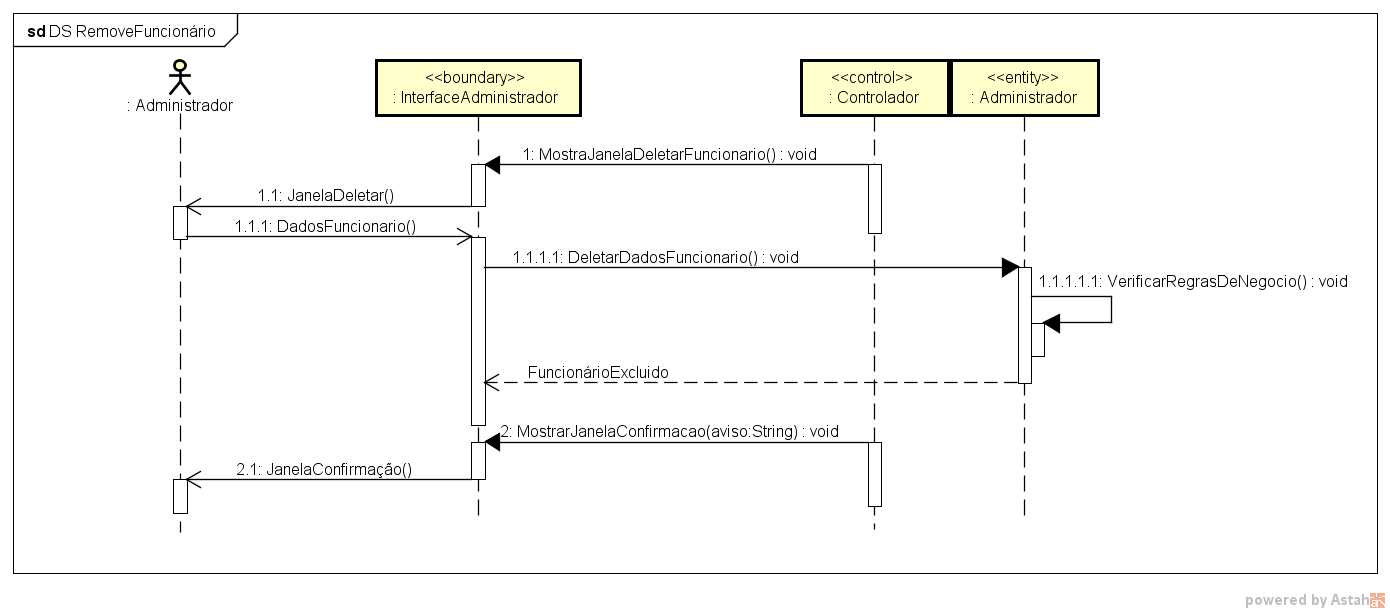 sd DS RemoveFuncionário
: Administrador
<<boundary>>
: InterfaceAdministrador
<<control>>
: Controlador
<<entity>>
: Administrador
1: MostraJanelaDeletarFuncionario() : void
1.1: JanelaDeletar()
1.1.1: DadosFuncionario()
1.1.1.1: DeletarDadosFuncionario() : void
1.1.1.1.1: VerificarRegrasDeNegocio() : void
FuncionárioExcluido
2: MostrarJanelaConfirmacao(aviso:String) : void
2.1: JanelaConfirmação()
powered by Astah